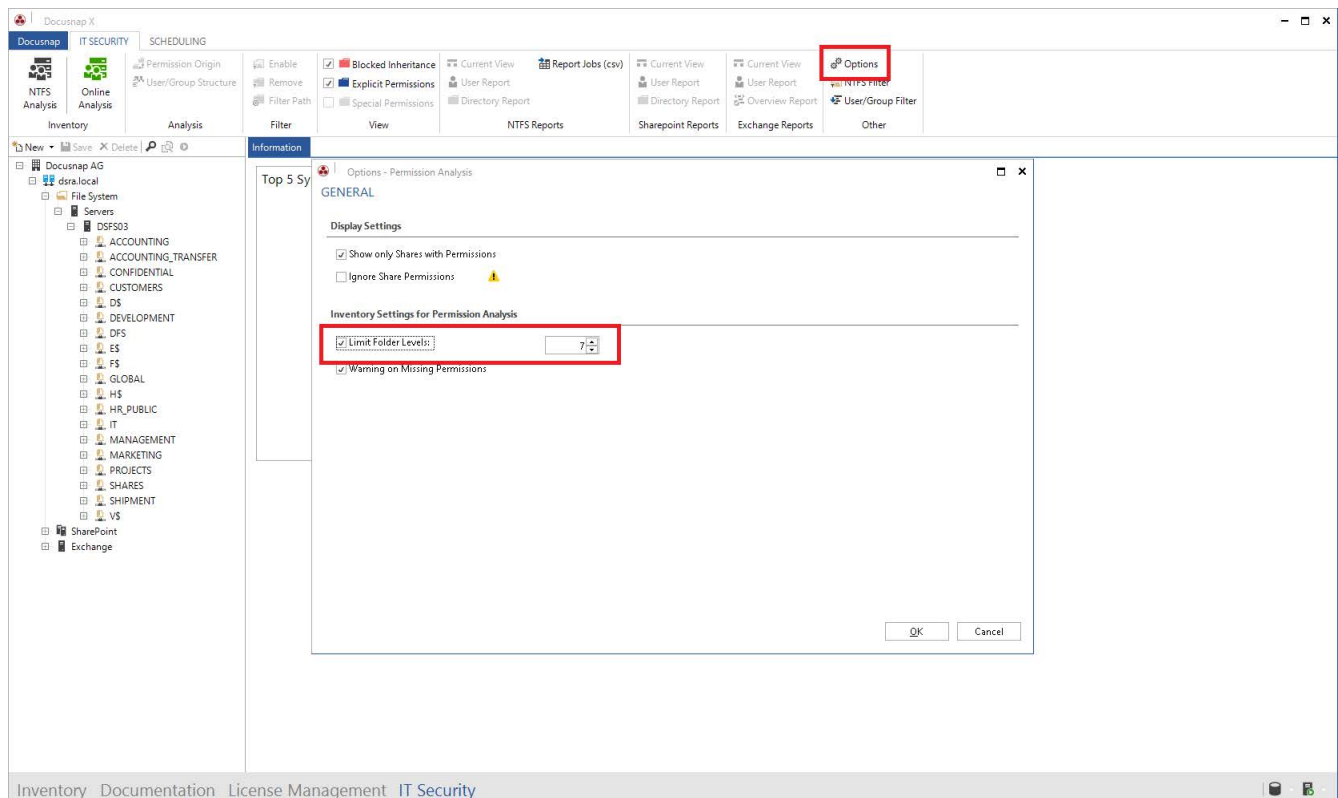 Docusnap X
Docusnap IT SECURITY SCHEDULING
NTFS Analysis
Online Analysis
Inventory
Permission Origin
User/Group Structure
Analysis
Enable
Remove
Filter Path
Filter
Blocked Inheritance
Explicit Permissions
Special Permissions
View
Current View
User Report
Directory Report
Report Jobs (csv)
NTFS Reports
Current View
User Report
Directory Report
Sharepoint Reports
Current View
User Report
Overview Report
Exchange Reports
Options
NTFS Filter
User/Group Filter
Other
New Save Delete
Docusnap AG
dsra.local
File System
Servers
DSFS03
ACCOUNTING
ACCOUNTING_TRANSFER
CONFIDENTIAL
CUSTOMERS
D$
DEVELOPMENT
DFS
E$
F$
GLOBAL
H$
HR_PUBLIC
IT
MANAGEMENT
MARKETING
PROJECTS
SHARES
SHIPMENT
V$
SharePoint
Exchange
Information
Top 5 Sy
Options - Permission Analysis
GENERAL
Display Settings
Show only Shares with Permissions
Ignore Share Permissions
Inventory Settings for Permission Analysis
Limit Folder Levels: 7
Warning on Missing Permissions
OK Cancel
Inventory Documentation License Management IT Security